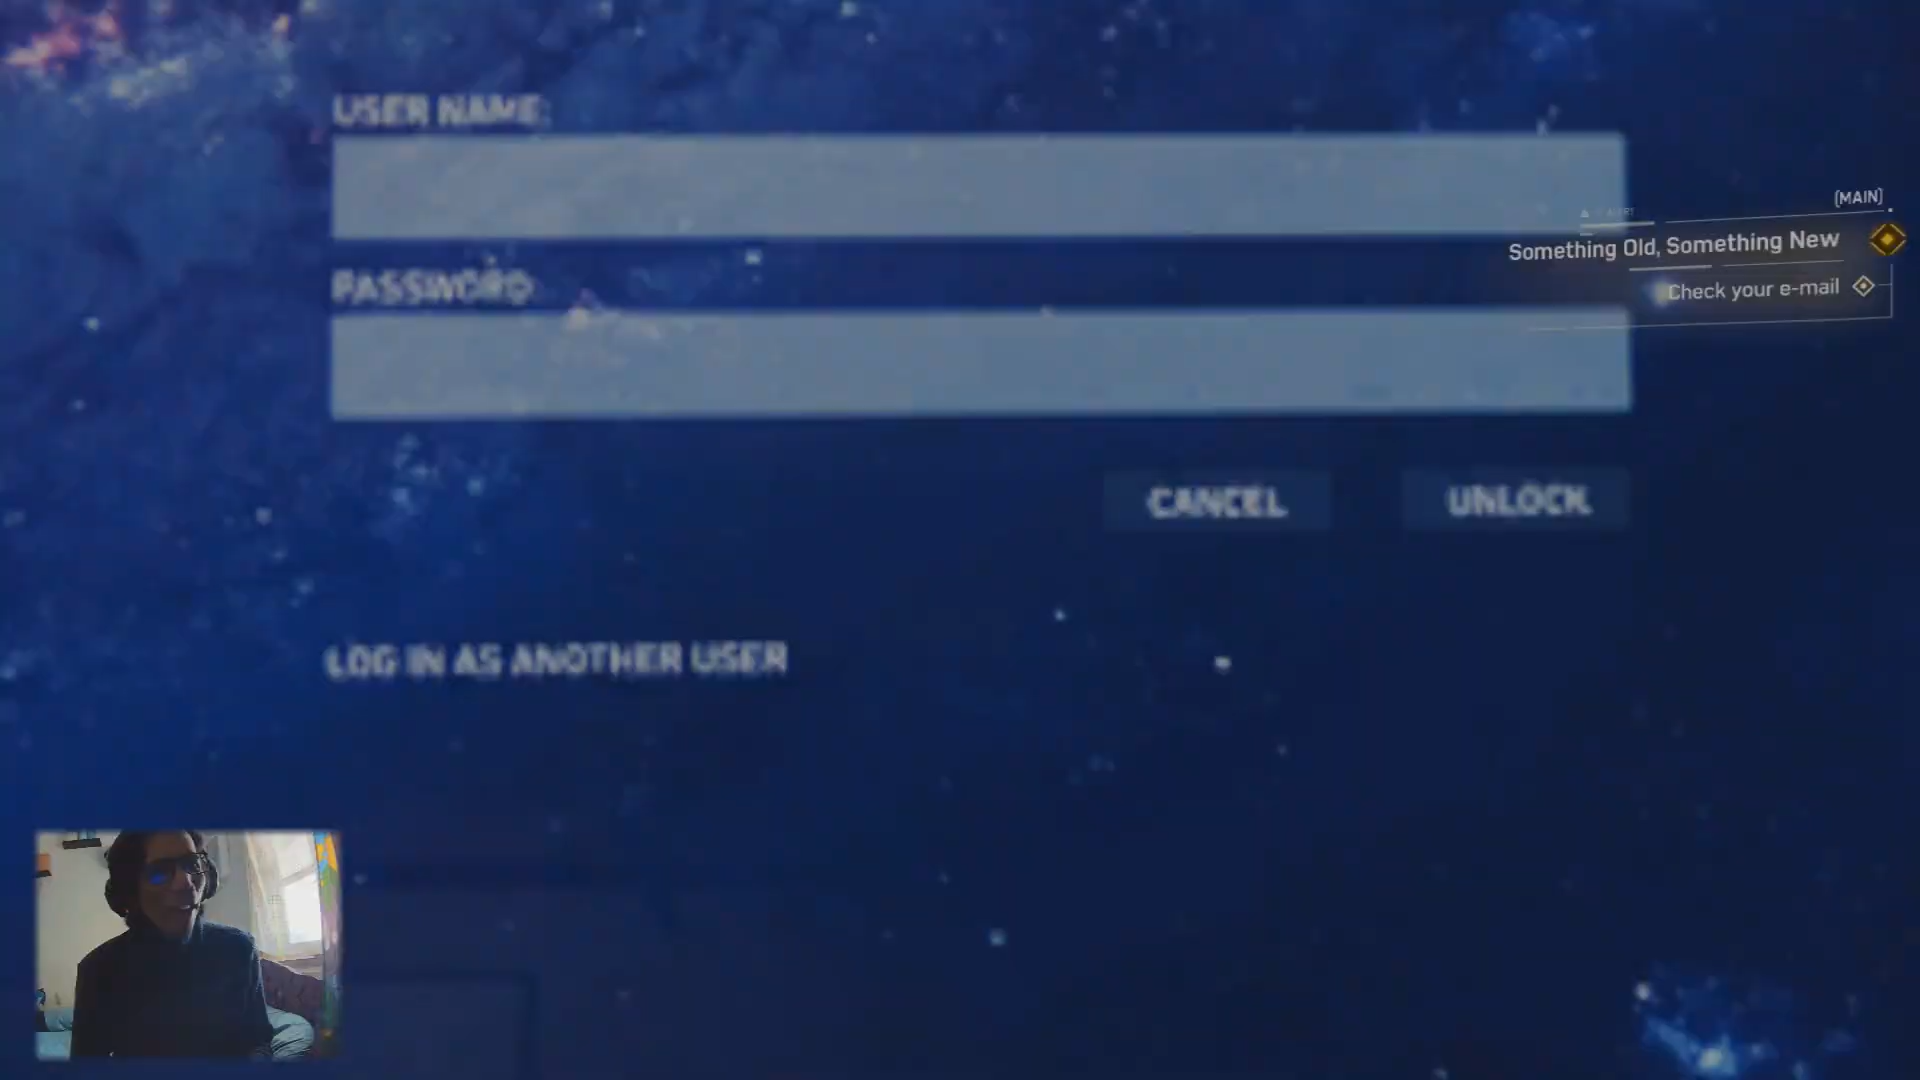 USER NAME:
PASSWORD
(MAIN)
Something Old, Something New
Check your e-mail
CANCEL
UNLOCK
LOG IN AS ANOTHER USER